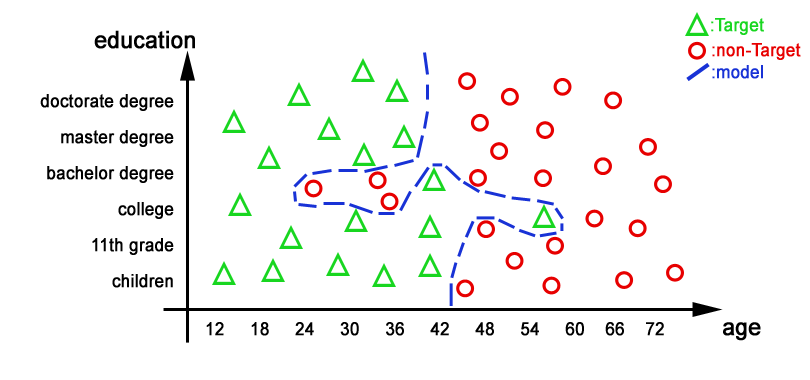 :Target
:non-Target
:model
education
doctorate degree
master degree
bachelor degree
college
11th grade
children
12 18 24 30 36 42 48 54 60 66 72
age